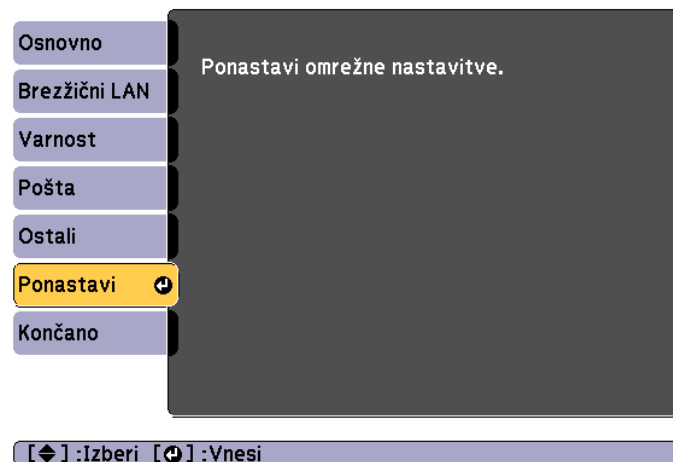 Osnovno
Brezžični LAN
Varnost
Pošta
Ostali
Ponastavi
Končano
Ponastavi omrežne nastavitve.
[◆] :Izberi [⏎] :Vnesi